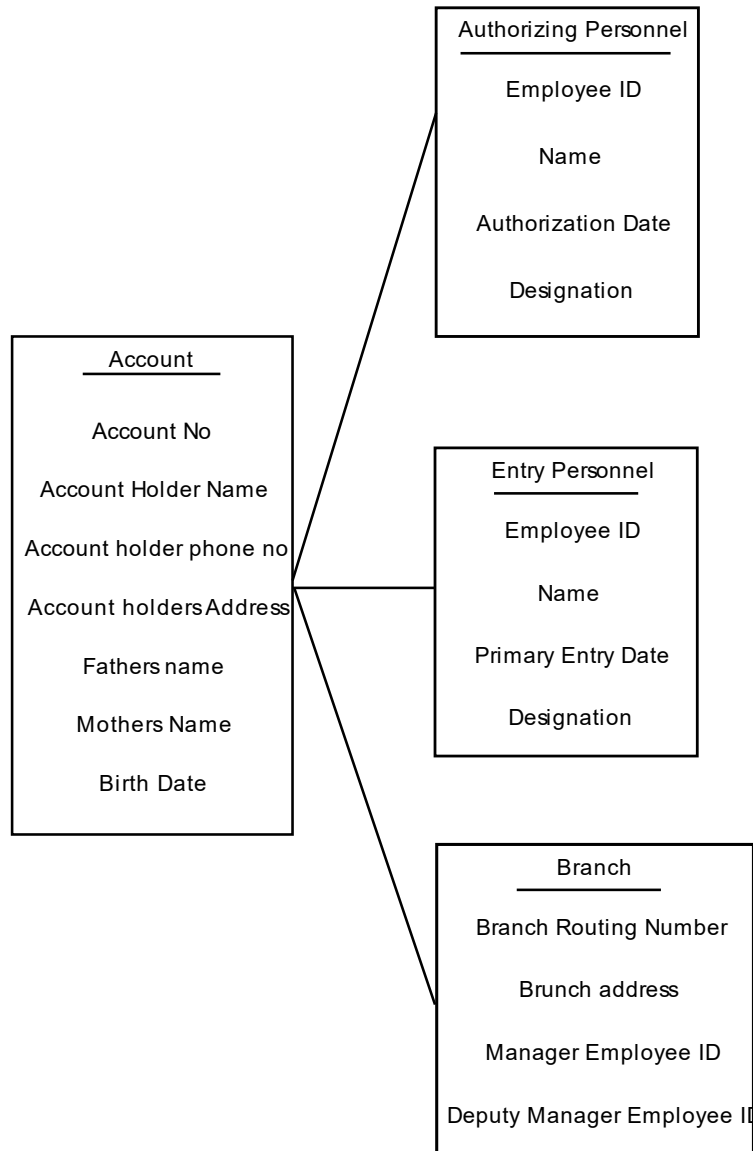 Authorizing Personnel
Employee ID
Name
Authorization Date
Designation
Account
Account No
Account Holder Name
Account holder phone no
Account holders Address
Fathers name
Mothers Name
Birth Date
Entry Personnel
Employee ID
Name
Primary Entry Date
Designation
Branch
Branch Routing Number
Brunch address
Manager Employee ID
Deputy Manager Employee ID